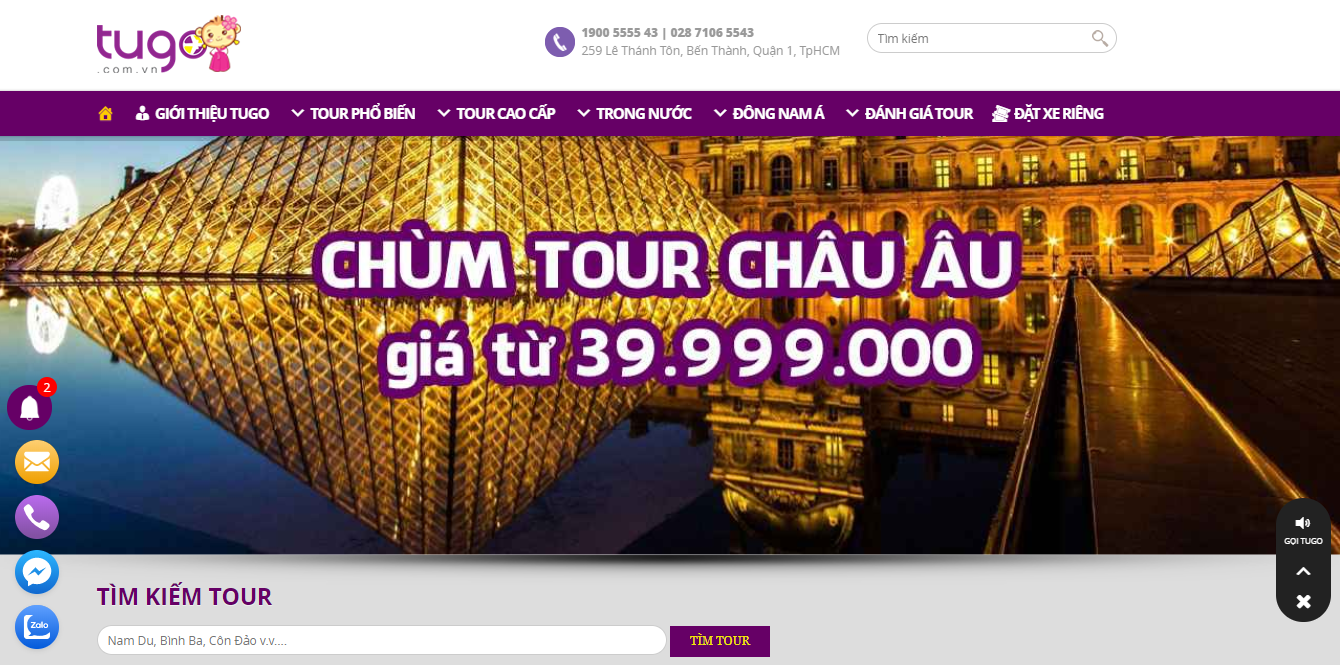 tugo
.com.vn
1900 5555 43 | 028 7106 5543
259 Lê Thánh Tôn, Bến Thành, Quận 1, TpHCM
Tìm kiếm
GIỚI THIỆU TUGO
TOUR PHỔ BIẾN
TOUR CAO CẤP
TRONG NƯỚC
ĐÔNG NAM Á
ĐÁNH GIÁ TOUR
ĐẶT XE RIÊNG
CHÙM TOUR CHÂU ÂU
giá từ 39.999.000
2
Zalo
GỌI TUGO
TÌM KIẾM TOUR
Nam Du, Bình Ba, Côn Đảo v.v....
TÌM TOUR